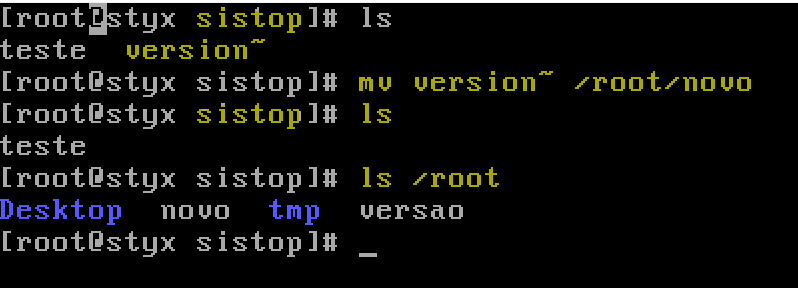 [root@styx sistop]# ls
teste  version~
[root@styx sistop]# mv version~ /root/novo
[root@styx sistop]# ls
teste
[root@styx sistop]# ls /root
Desktop  novo  tmp  versao
[root@styx sistop]# _